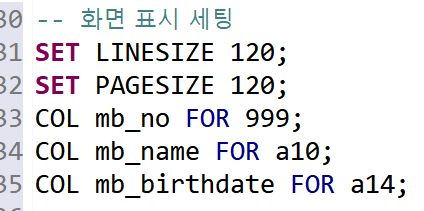 30 -- 화면 표시 세팅
31 SET LINESIZE 120;
32 SET PAGESIZE 120;
33 COL mb_no FOR 999;
34 COL mb_name FOR a10;
35 COL mb_birthdate FOR a14;